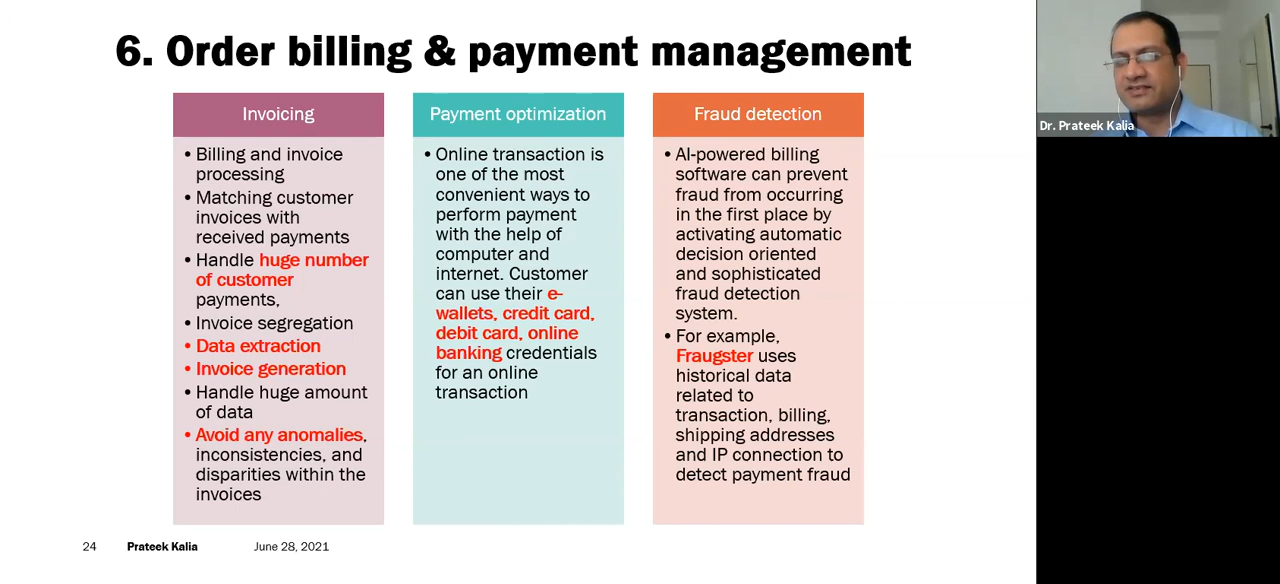 6. Order billing & payment management
Invoicing
• Billing and invoice
processing
• Matching customer
invoices with
received payments
• Handle huge number
of customer
payments,
• Invoice segregation
• Data extraction
• Invoice generation
• Handle huge amount
of data
• Avoid any anomalies,
inconsistencies, and
disparities within the
invoices
Payment optimization
• Online transaction is
one of the most
convenient ways to
perform payment
with the help of
computer and
internet. Customer
can use their e-
wallets, credit card,
debit card, online
banking credentials
for an online
transaction
Fraud detection
• AI-powered billing
software can prevent
fraud from occurring
in the first place by
activating automatic
decision oriented
and sophisticated
fraud detection
system.
• For example,
Fraugster uses
historical data
related to
transaction, billing,
shipping addresses
and IP connection to
detect payment fraud
24 Prateek Kalia June 28, 2021
Dr. Prateek Kalia